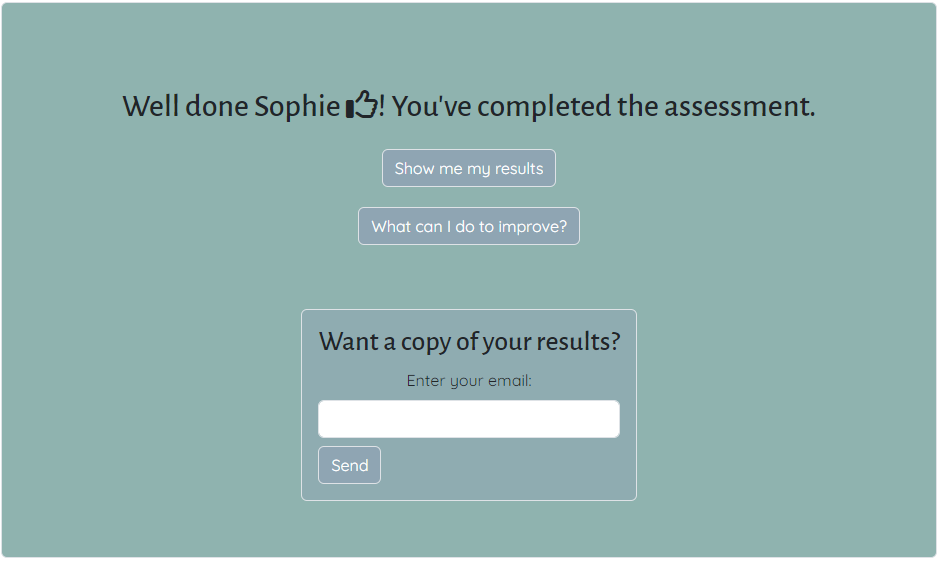 Well done Sophie 👍! You've completed the assessment.
Show me my results
What can I do to improve?
Want a copy of your results?
Enter your email:
Send